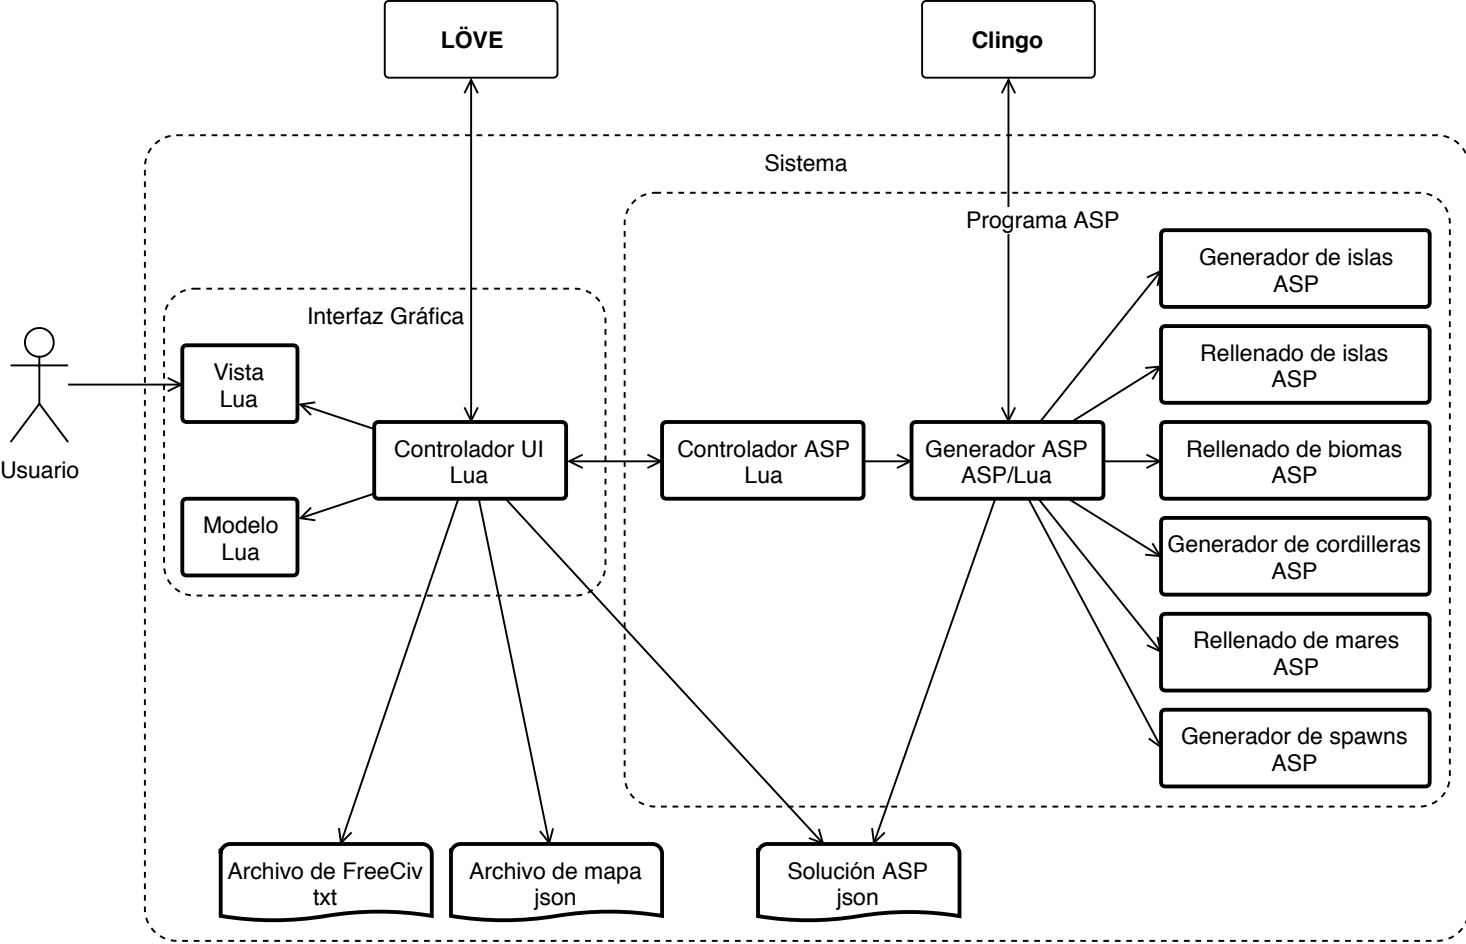 LÖVE
Clingo
Sistema
Programa ASP
Interfaz Gráfica
Usuario
Vista
Lua
Modelo
Lua
Controlador UI
Lua
Controlador ASP
Lua
Generador ASP
ASP/Lua
Generador de islas
ASP
Rellenado de islas
ASP
Rellenado de biomas
ASP
Generador de cordilleras
ASP
Rellenado de mares
ASP
Generador de spawns
ASP
Archivo de FreeCiv
txt
Archivo de mapa
json
Solución ASP
json